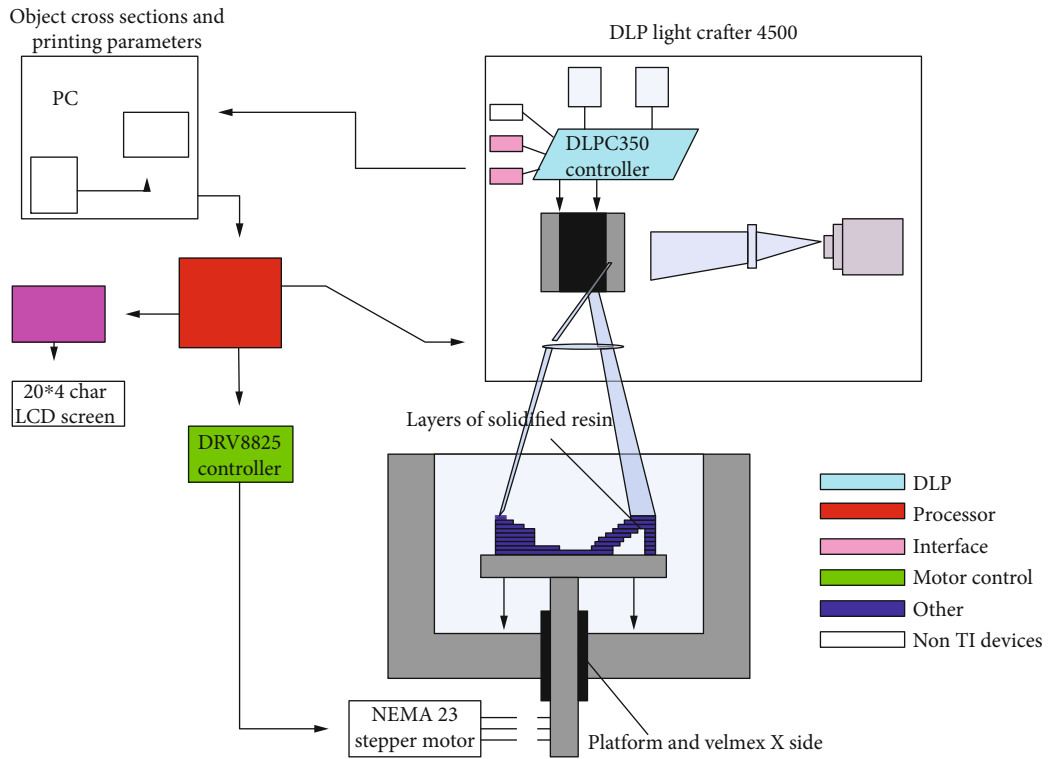 Object cross sections and
printing parameters
PC
DLP light crafter 4500
DLPC350
controller
20*4 char
LCD screen
DRV8825
controller
Layers of solidified resin
NEMA 23
stepper motor
Platform and velmex X side
DLP
Processor
Interface
Motor control
Other
Non TI devices